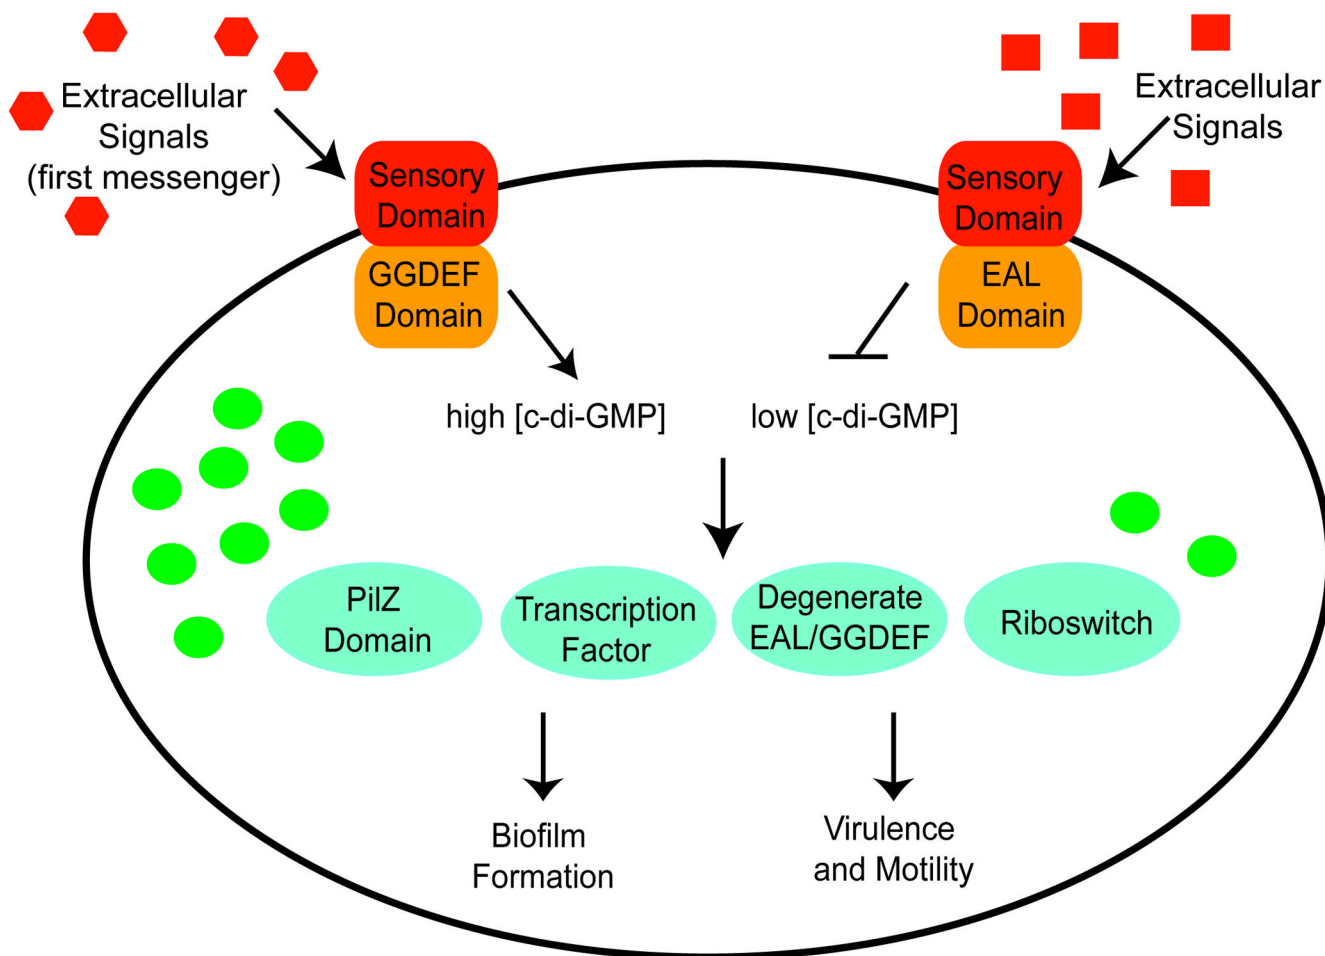 Extracellular
Signals
(first messenger)
Extracellular
Signals
Sensory
Domain
GGDEF
Domain
Sensory
Domain
EAL
Domain
high [c-di-GMP]
low [c-di-GMP]
PilZ
Domain
Transcription
Factor
Degenerate
EAL/GGDEF
Riboswitch
Biofilm
Formation
Virulence
and Motility